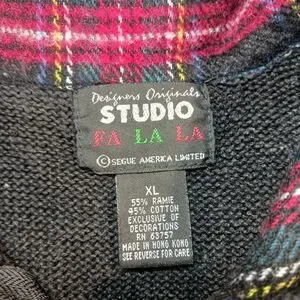 Designers Originals
STUDIO
FA LA LA
© SEGUE AMERICA LIMITED
XL
55% RAMIE
45% COTTON
EXCLUSIVE OF
DECORATIONS
RN 63757
MADE IN HONG KONG
SEE REVERSE FOR CARE